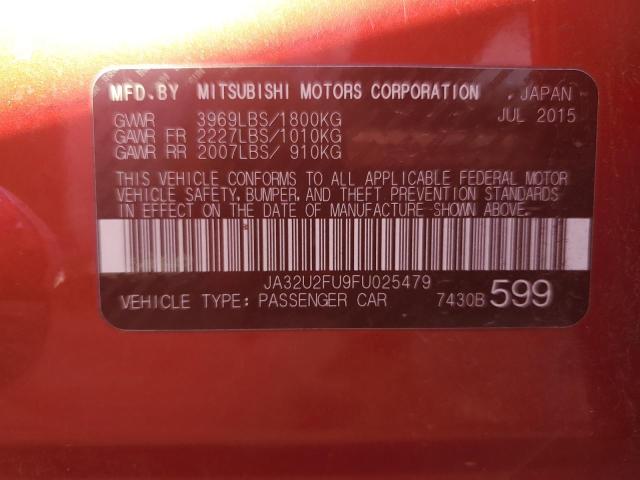 MFD.BY MITSUBISHI MOTORS CORPORATION JAPAN
GVWR 3969LBS/1800KG JUL 2015
GAWR FR 2227LBS/1010KG
GAWR RR 2007LBS/ 910KG
THIS VEHICLE CONFORMS TO ALL APPLICABLE FEDERAL MOTOR
VEHICLE SAFETY, BUMPER, AND THEFT PREVENTION STANDARDS
IN EFFECT ON THE DATE OF MANUFACTURE SHOWN ABOVE.
JA32U2FU9FU025479
VEHICLE TYPE: PASSENGER CAR 7430B 599